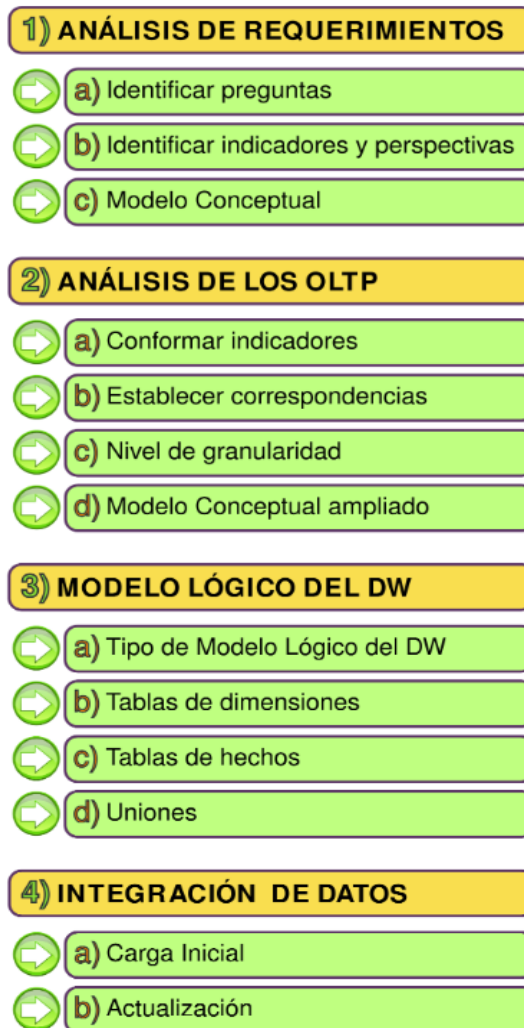 1) ANÁLISIS DE REQUERIMIENTOS
a) Identificar preguntas
b) Identificar indicadores y perspectivas
c) Modelo Conceptual
2) ANÁLISIS DE LOS OLTP
a) Conformar indicadores
b) Establecer correspondencias
c) Nivel de granularidad
d) Modelo Conceptual ampliado
3) MODELO LÓGICO DEL DW
a) Tipo de Modelo Lógico del DW
b) Tablas de dimensiones
c) Tablas de hechos
d) Uniones
4) INTEGRACIÓN DE DATOS
a) Carga Inicial
b) Actualización